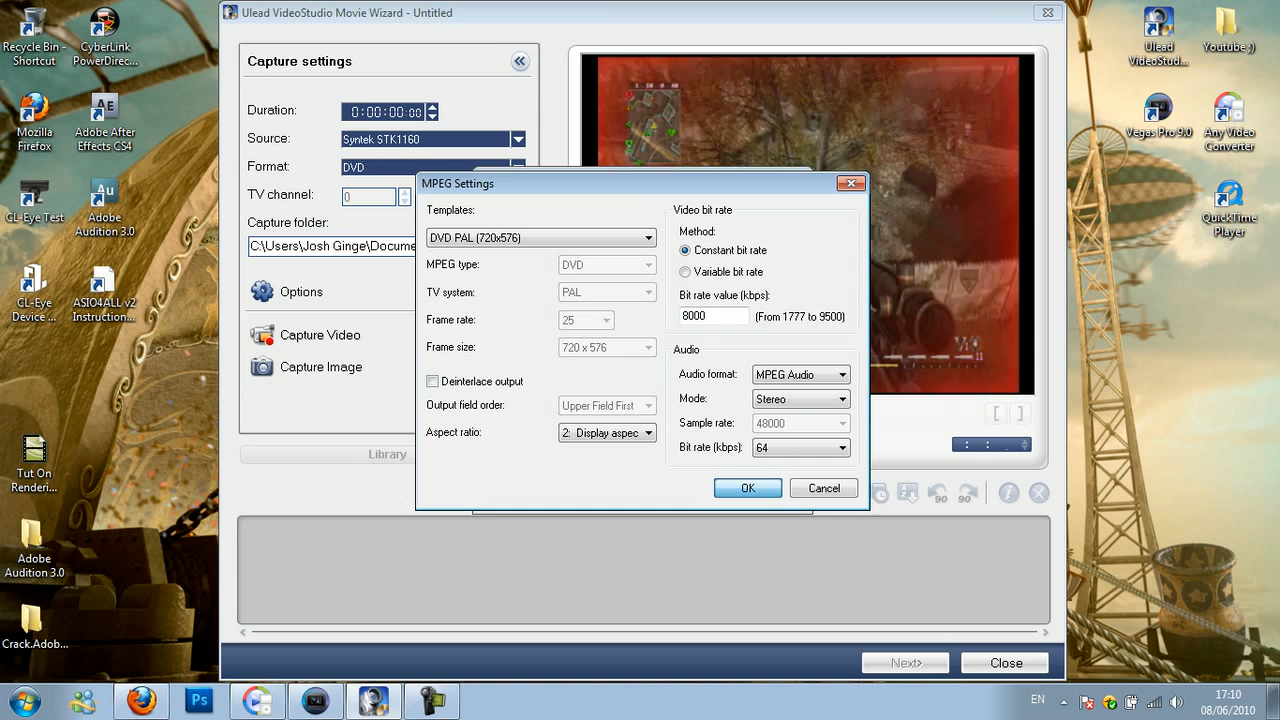 Ulead VideoStudio Movie Wizard - Untitled
Recycle Bin - Shortcut
CyberLink PowerDirec...
Mozilla Firefox
Adobe After Effects CS4
CL-Eye Test
Adobe Audition 3.0
CL-Eye Device ...
ASIO4ALL v2 Instruction...
Tut On Renderi...
Adobe Audition 3.0
Crack.Adob...
Ulead VideoStud...
Youtube ;)
Vegas Pro 9.0
Any Video Converter
QuickTime Player
Capture settings
Duration:
0:00:00:00
Source:
Syntek STK1160
Format:
DVD
TV channel:
0
Capture folder:
C:\Users\Josh Ginge\Docume
Options
Capture Video
Capture Image
Library
MPEG Settings
Templates:
DVD PAL (720x576)
MPEG type:
DVD
TV system:
PAL
Frame rate:
25
Frame size:
720 x 576
Deinterlace output
Output field order:
Upper Field First
Aspect ratio:
2: Display aspec
Video bit rate
Method:
Constant bit rate
Variable bit rate
Bit rate value (kbps):
8000
(From 1777 to 9500)
Audio
Audio format:
MPEG Audio
Mode:
Stereo
Sample rate:
48000
Bit rate (kbps):
64
OK
Cancel
11
[ ]
: : .
90
90
Next>
Close
Ps
EN
17:10
08/06/2010